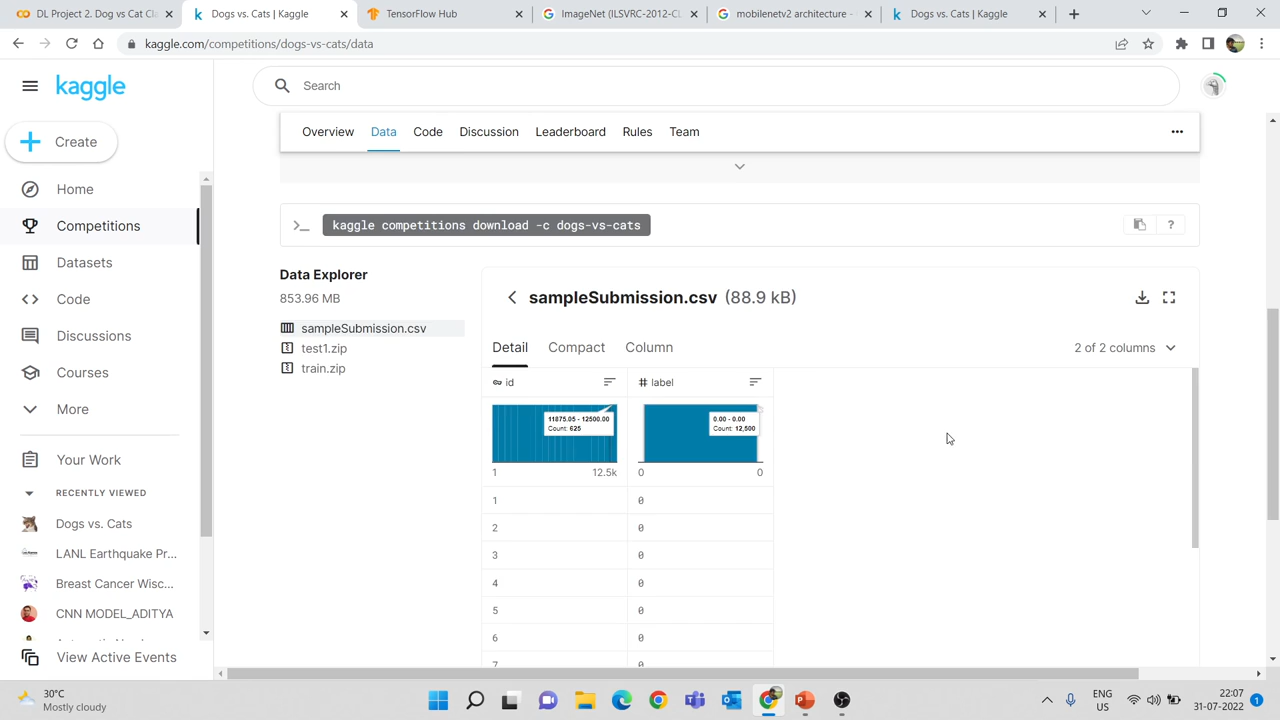 DL Project 2. Dog vs Cat Cl
Dogs vs. Cats | Kaggle
TensorFlow Hub
ImageNet (ILSVRC-2012-CL
mobilenetv2 architecture -
Dogs vs. Cats | Kaggle
kaggle.com/competitions/dogs-vs-cats/data
kaggle
Search
Create
Home
Competitions
Datasets
Code
Discussions
Courses
More
Your Work
RECENTLY VIEWED
Dogs vs. Cats
LANL Earthquake Pr...
Breast Cancer Wisc...
CNN MODEL_ADITYA
View Active Events
Overview Data Code Discussion Leaderboard Rules Team
>_ kaggle competitions download -c dogs-vs-cats ?
Data Explorer
853.96 MB
sampleSubmission.csv
test1.zip
train.zip
sampleSubmission.csv (88.9 kB)
Detail Compact Column 2 of 2 columns
id # label
11875.05 - 12500.00
Count: 625
0.00 - 0.00
Count: 12,500
1 12.5k 0 0
1 0
2 0
3 0
4 0
5 0
6 0
7 0
30°C
Mostly cloudy
ENG
US
22:07
31-07-2022
1